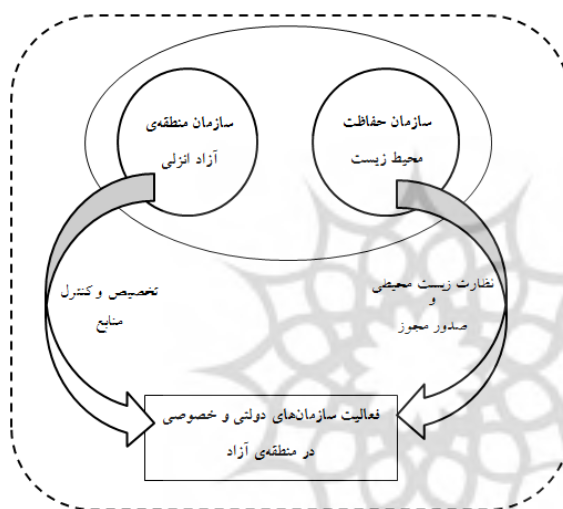 سازمان حفاظت
محیط زیست
سازمان منطقه‌ی
آزاد انزلی
نظارت زیست محیطی
و
صدور مجوز
تخصیص و کنترل
منابع
فعالیت سازمان‌های دولتی و خصوصی
در منطقه‌ی آزاد